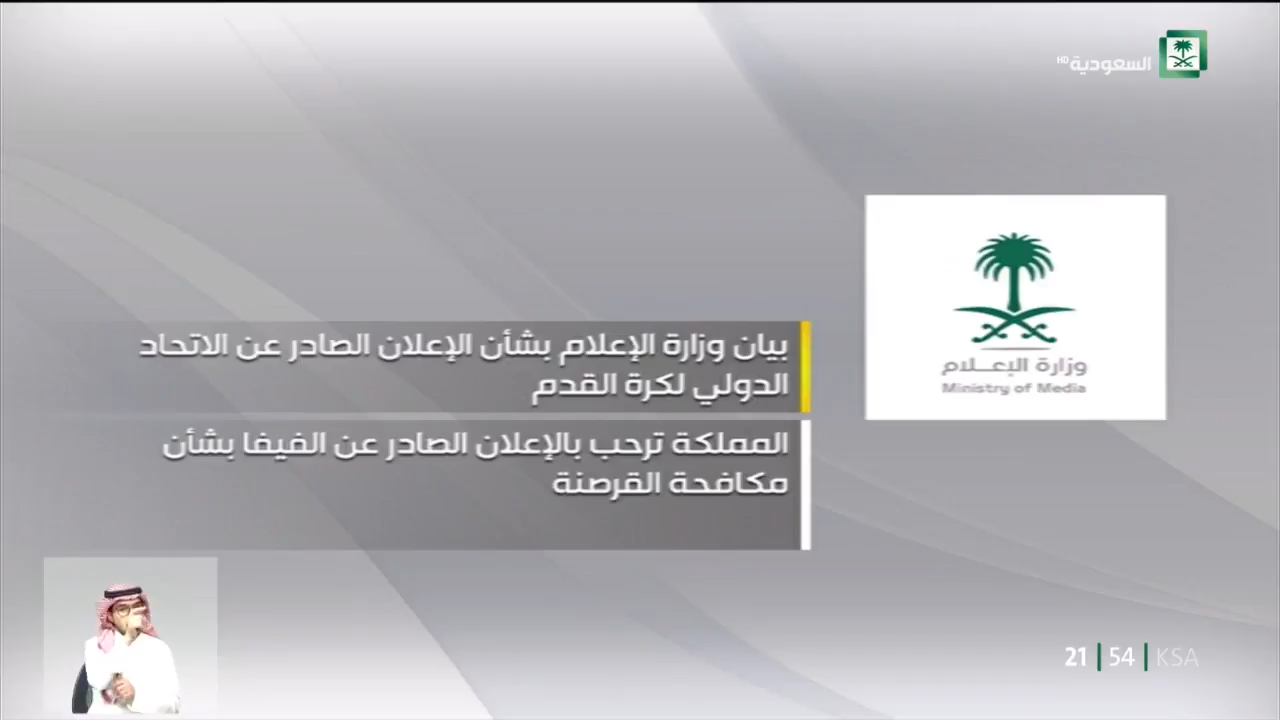 السعودية HD
وزارة الإعـلام
Ministry of Media
بيان وزارة الإعلام بشأن الإعلان الصادر عن الاتحاد
الدولي لكرة القدم
المملكة ترحب بالإعلان الصادر عن الفيفا بشأن
مكافحة القرصنة
21 | 54 | KSA